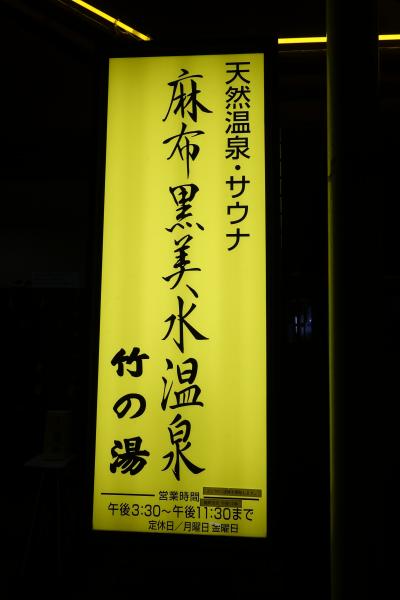 天然温泉・サウナ
麻布黒美水温泉
竹の湯
営業時間
午後3:30～午後11:30まで
定休日／月曜日 金曜日